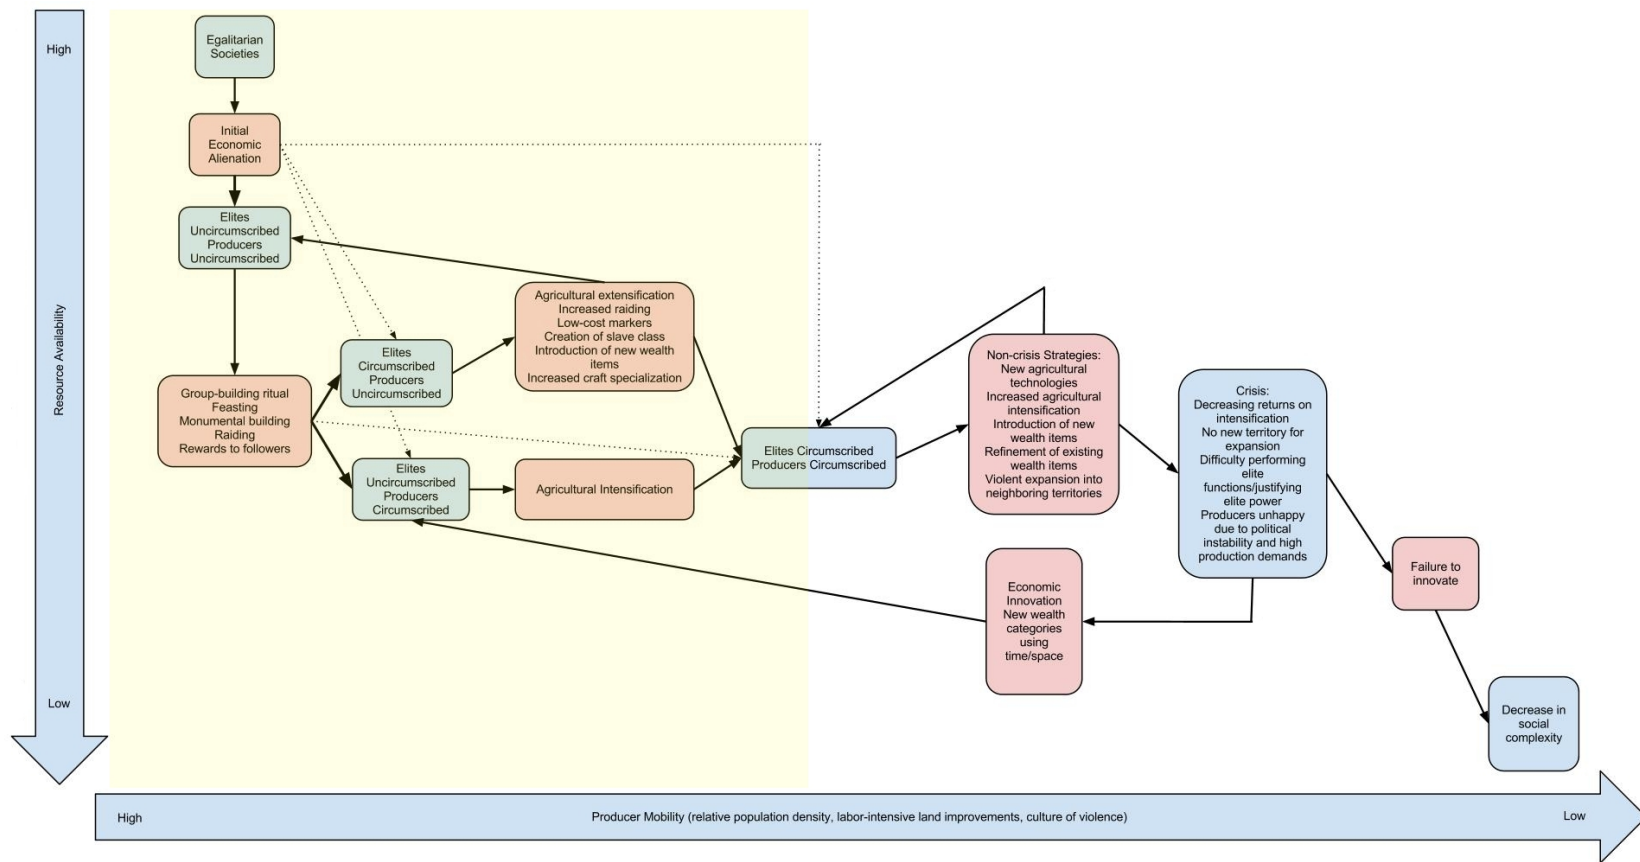 High
Resource Availability
Low
Egalitarian
Societies
Initial
Economic
Alienation
Elites
Uncircumscribed
Producers
Uncircumscribed
Group-building ritual
Feasting
Monumental building
Raiding
Rewards to followers
Elites
Circumscribed
Producers
Uncircumscribed
Elites
Uncircumscribed
Producers
Circumscribed
Agricultural extensification
Increased raiding
Low-cost markers
Creation of slave class
Introduction of new wealth
items
Increased craft specialization
Agricultural Intensification
Elites Circumscribed
Producers Circumscribed
Non-crisis Strategies:
New agricultural
technologies
Increased agricultural
intensification
Introduction of new
wealth items
Refinement of existing
wealth items
Violent expansion into
neighboring territories
Economic
Innovation
New wealth
categories
using
time/space
Crisis:
Decreasing returns on
intensification
No new territory for
expansion
Difficulty performing
elite
functions/justifying
elite power
Producers unhappy
due to political
instability and high
production demands
Failure to
innovate
Decrease in
social
complexity
High
Producer Mobility (relative population density, labor-intensive land improvements, culture of violence)
Low